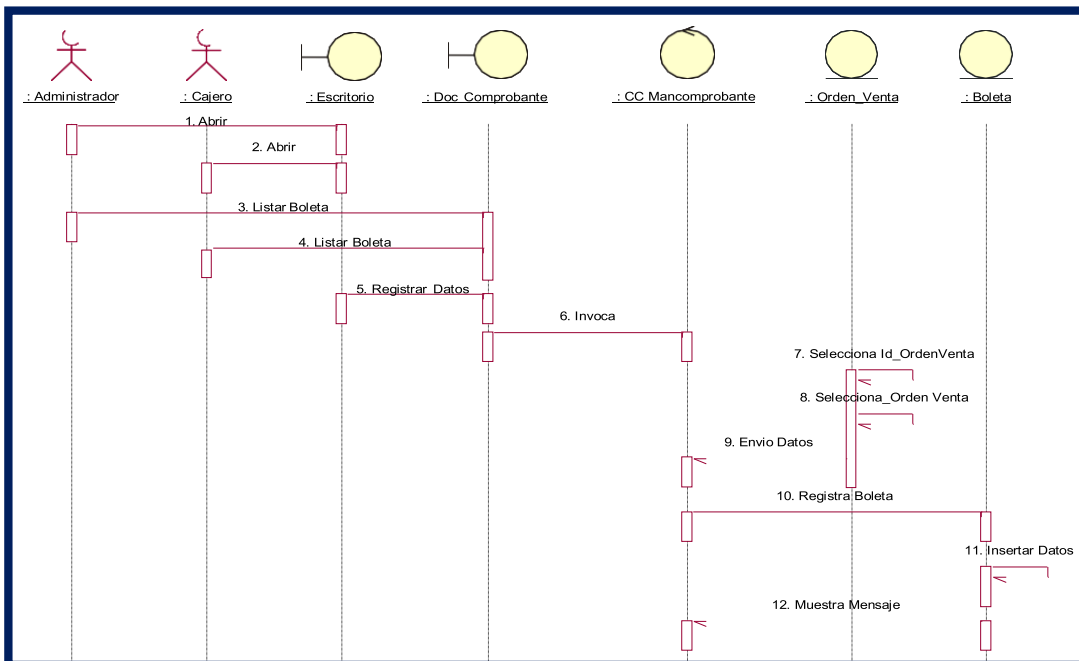 : Administrador
: Cajero
: Escritorio
: Doc Comprobante
: CC Mancomprobante
: Orden_Venta
: Boleta
1. Abrir
2. Abrir
3. Listar Boleta
4. Listar Boleta
5. Registrar Datos
6. Invoca
7. Selecciona Id_OrdenVenta
8. Selecciona_Orden Venta
9. Envio Datos
10. Registra Boleta
11. Insertar Datos
12. Muestra Mensaje